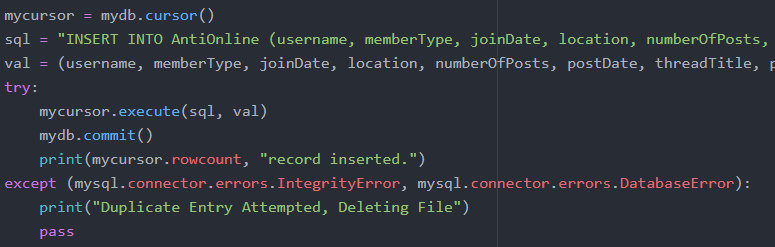 mycursor = mydb.cursor()
sql = "INSERT INTO AntiOnline (username, memberType, joinDate, location, numberOfPosts,
val = (username, memberType, joinDate, location, numberOfPosts, postDate, threadTitle, p
try:
    mycursor.execute(sql, val)
    mydb.commit()
    print(mycursor.rowcount, "record inserted.")
except (mysql.connector.errors.IntegrityError, mysql.connector.errors.DatabaseError):
    print("Duplicate Entry Attempted, Deleting File")
    pass